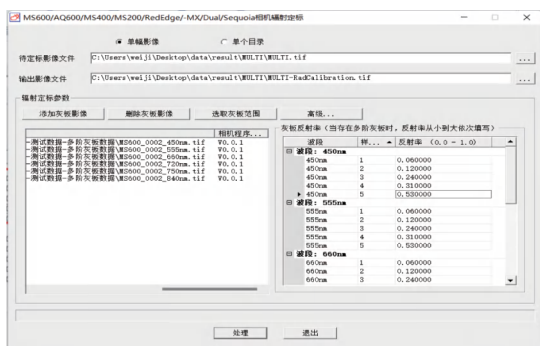 MS600/AQ600/MS400/MS200/RedEdge/-MX/Dual/Sequoia相机辐射定标
单幅影像 单个目录
待定标影像文件 C:\Users\weiji\Desktop\data\result\MULTI\MULTI.tif ...
输出影像文件 C:\Users\weiji\Desktop\data\result\MULTI\MULTI-RadCalibration.tif ...
辐射定标参数
添加灰板影像 删除灰板影像 选取灰板范围 高级...
灰板反射率（当存在多阶灰板时，反射率从小到大依次填写）
相机程序...
-测试数据-多阶灰板数据\MS600_0002_450nm.tif V0.0.1
-测试数据-多阶灰板数据\MS600_0002_555nm.tif V0.0.1
-测试数据-多阶灰板数据\MS600_0002_660nm.tif V0.0.1
-测试数据-多阶灰板数据\MS600_0002_720nm.tif V0.0.1
-测试数据-多阶灰板数据\MS600_0002_750nm.tif V0.0.1
-测试数据-多阶灰板数据\MS600_0002_840nm.tif V0.0.1
波段 样... 反射率 (0.0 - 1.0)
波段: 450nm
450nm 1 0.060000
450nm 2 0.120000
450nm 3 0.240000
450nm 4 0.310000
450nm 5 0.530000
波段: 555nm
555nm 1 0.060000
555nm 2 0.120000
555nm 3 0.240000
555nm 4 0.310000
555nm 5 0.530000
波段: 660nm
660nm 1 0.060000
660nm 2 0.120000
660nm 3 0.240000
处理 退出